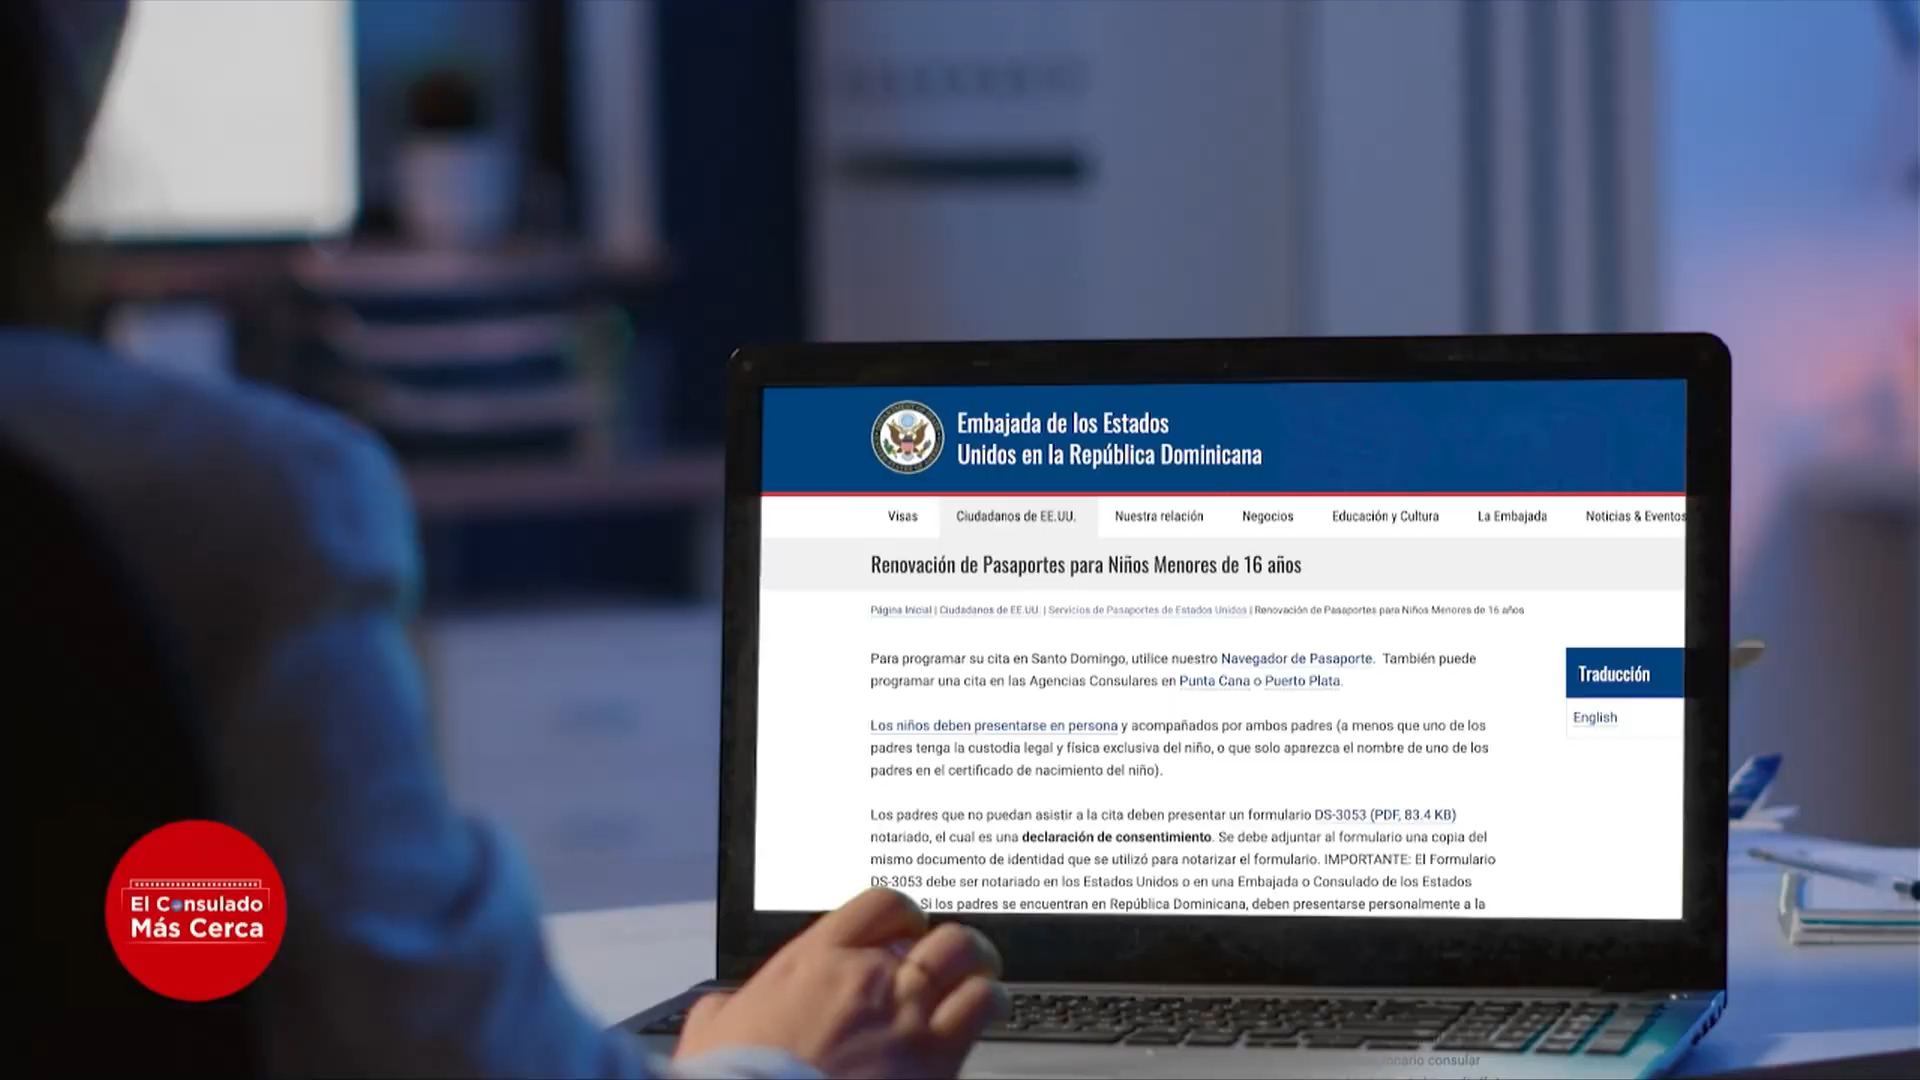 Embajada de los Estados
Unidos en la República Dominicana
Visas
Ciudadanos de EE.UU.
Nuestra relación
Negocios
Educación y Cultura
La Embajada
Noticias & Eventos
Renovación de Pasaportes para Niños Menores de 16 años
Página Inicial | Ciudadanos de EE.UU. | Servicios de Pasaportes de Estados Unidos | Renovación de Pasaportes para Niños Menores de 16 años
Para programar su cita en Santo Domingo, utilice nuestro Navegador de Pasaporte. También puede
programar una cita en las Agencias Consulares en Punta Cana o Puerto Plata.
Traducción
English
Los niños deben presentarse en persona y acompañados por ambos padres (a menos que uno de los
padres tenga la custodia legal y física exclusiva del niño, o que solo aparezca el nombre de uno de los
padres en el certificado de nacimiento del niño).
Los padres que no puedan asistir a la cita deben presentar un formulario DS-3053 (PDF, 83.4 KB)
notariado, el cual es una declaración de consentimiento. Se debe adjuntar al formulario una copia del
mismo documento de identidad que se utilizó para notarizar el formulario. IMPORTANTE: El Formulario
DS-3053 debe ser notariado en los Estados Unidos o en una Embajada o Consulado de los Estados
Si los padres se encuentran en República Dominicana, deben presentarse personalmente a la
consular
El Consulado
Más Cerca